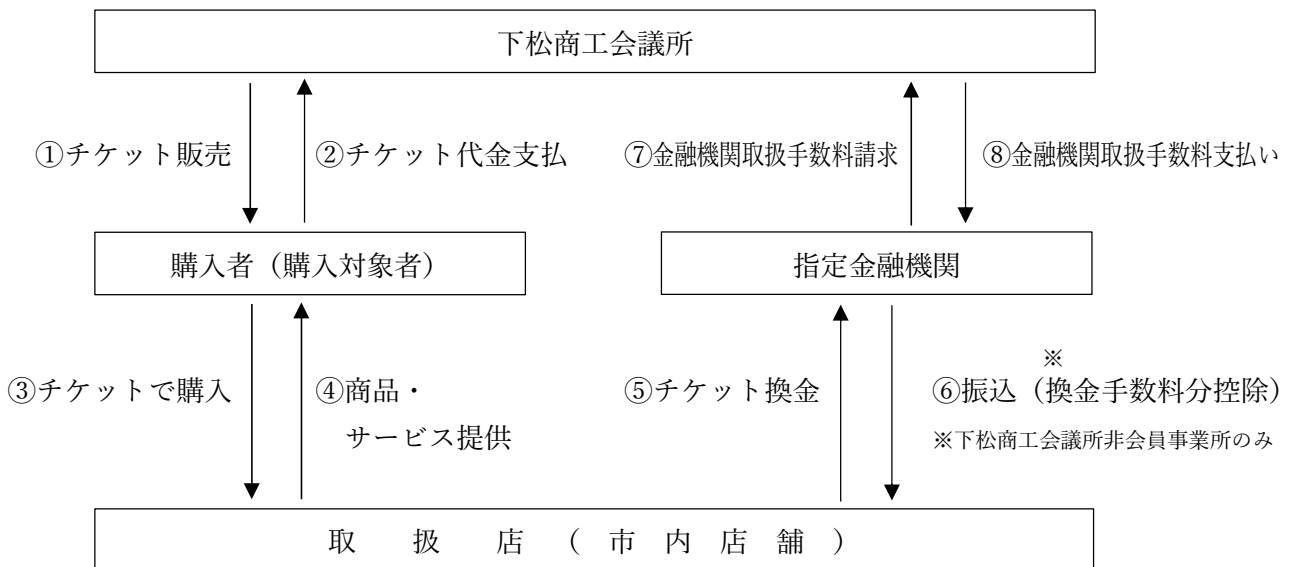 下松商工会議所
①チケット販売
②チケット代金支払
⑦金融機関取扱手数料請求
⑧金融機関取扱手数料支払い
購入者（購入対象者）
指定金融機関
③チケットで購入
④商品・
サービス提供
⑤チケット換金
※
⑥振込（換金手数料分控除）
※下松商工会議所非会員事業所のみ
取扱店（市内店舗）